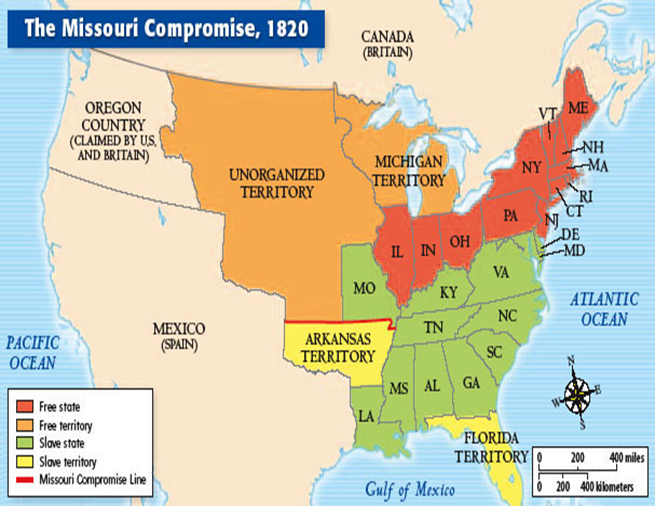 The Missouri Compromise, 1820
CANADA
(BRITAIN)
OREGON
COUNTRY
(CLAIMED BY U.S.
AND BRITAIN)
UNORGANIZED
TERRITORY
MICHIGAN
TERRITORY
VT
ME
NH
MA
NY
RI
CT
PA
NJ
DE
MD
IL
IN
OH
MO
KY
VA
ATLANTIC
OCEAN
NC
TN
SC
MEXICO
(SPAIN)
ARKANSAS
TERRITORY
PACIFIC
OCEAN
MS
AL
GA
LA
FLORIDA
TERRITORY
Gulf of Mexico
N
W
E
S
Free state
Free territory
Slave state
Slave territory
Missouri Compromise Line
0 200 400 miles
0 200 400 kilometers